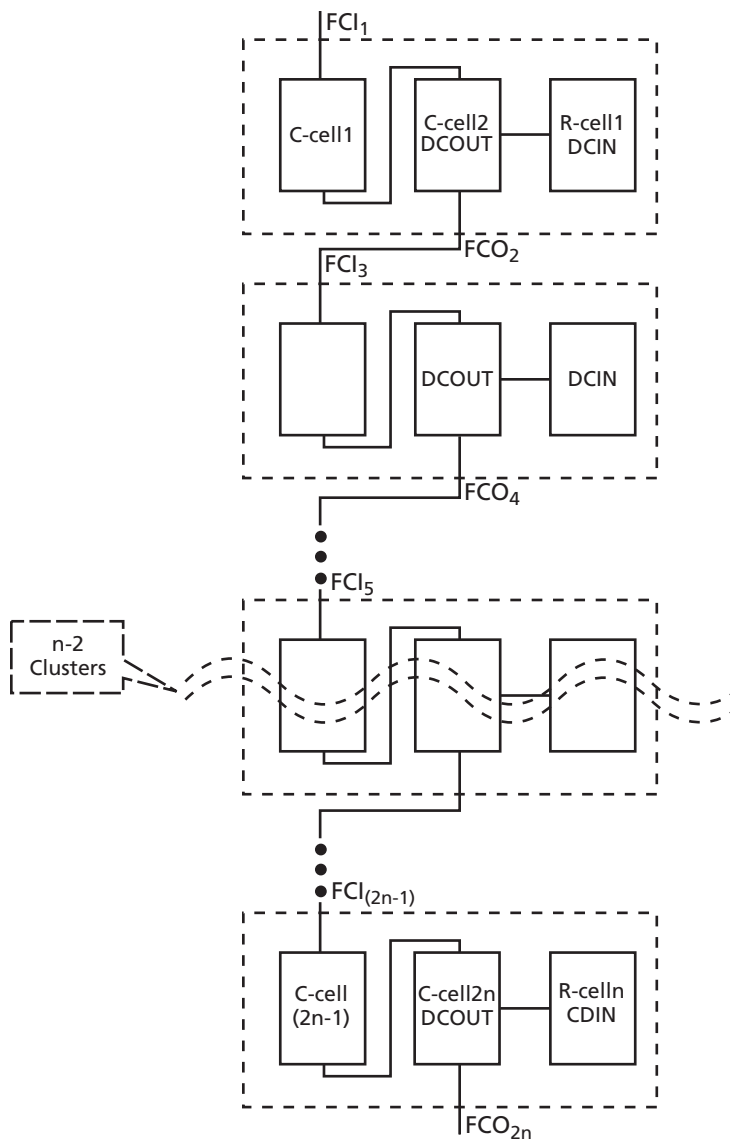 FCI1
C-cell1
C-cell2
DCOUT
R-cell1
DCIN
FCO2
FCI3
DCOUT
DCIN
FCO4
FCI5
n-2
Clusters
FCI(2n-1)
C-cell
(2n-1)
C-cell2n
DCOUT
R-celln
CDIN
FCO2n